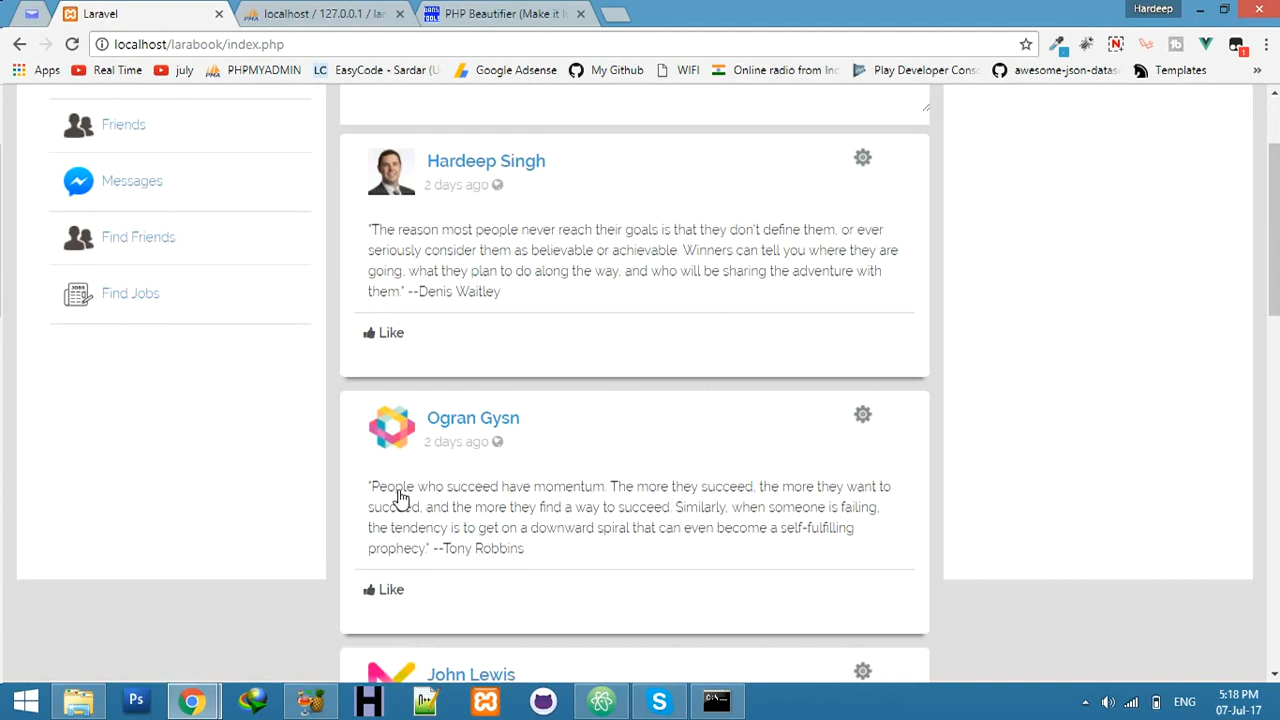 Laravel
localhost / 127.0.0.1 / lar
PHP Beautifier (Make it l
Hardeep
localhost/larabook/index.php
Apps
Real Time
july
PHPMYADMIN
LC
EasyCode - Sardar (U
Google Adsense
My Github
WIFI
Online radio from Inc
Play Developer Cons
awesome-json-datas
Templates
»
Friends
Messages
Find Friends
JOBS
Find Jobs
Hardeep Singh
2 days ago
"The reason most people never reach their goals is that they don't define them, or ever
seriously consider them as believable or achievable. Winners can tell you where they are
going, what they plan to do along the way, and who will be sharing the adventure with
them." --Denis Waitley
Like
Ogran Gysn
2 days ago
"People who succeed have momentum. The more they succeed, the more they want to
succeed, and the more they find a way to succeed. Similarly, when someone is failing,
the tendency is to get on a downward spiral that can even become a self-fulfilling
prophecy." --Tony Robbins
Like
John Lewis
Ps
H
S
ENG
5:18 PM
07-Jul-17